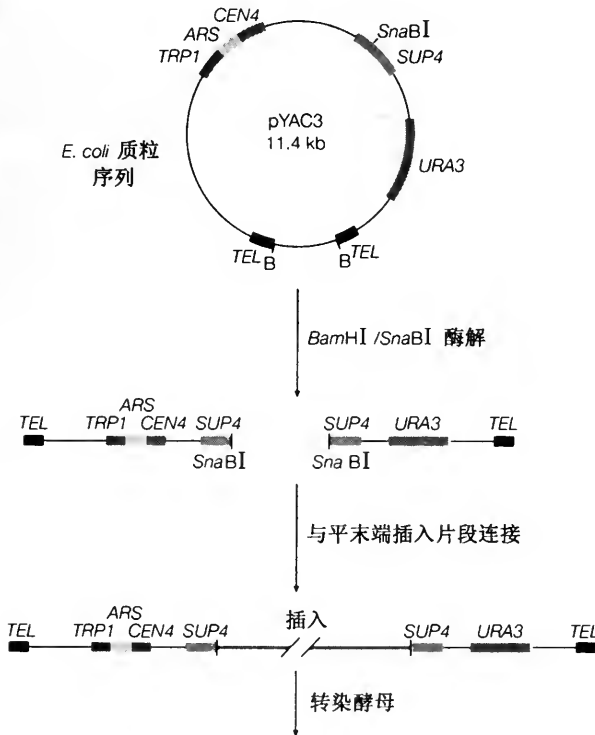 CEN4
ARS
TRP1
SnaBI
SUP4
pYAC3
11.4 kb
E. coli 质粒
序列
URA3
TEL B
B TEL
BamHI /SnaBI 酶解
ARS
TEL TRP1 CEN4 SUP4
SnaBI
SUP4 URA3 TEL
Sna BI
与平末端插入片段连接
ARS
TEL TRP1 CEN4 SUP4
插入
SUP4 URA3 TEL
转染酵母